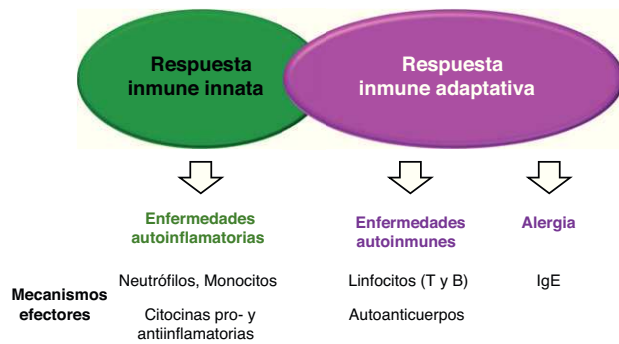 Respuesta
inmune innata
Respuesta
inmune adaptativa
Enfermedades
autoinflamatorias
Enfermedades
autoinmunes
Alergia
Mecanismos
efectores
Neutrófilos, Monocitos
Citocinas pro- y
antiinflamatorias
Linfocitos (T y B)
Autoanticuerpos
IgE